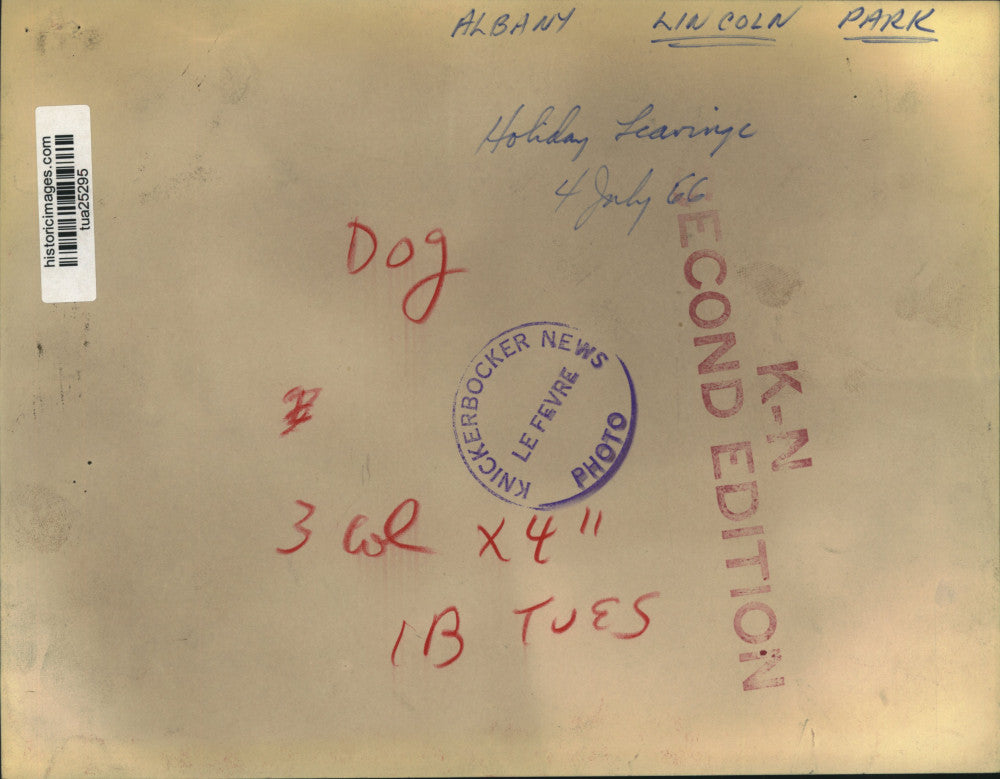 ALBANY LINCOLN PARK
Holiday Leavings
4 July 66
historicimages.com
tua25295
Dog
KNICKERBOCKER NEWS
LE FEVRE
PHOTO
K-N
SECOND EDITION
3 Col X 4"
1B TUES